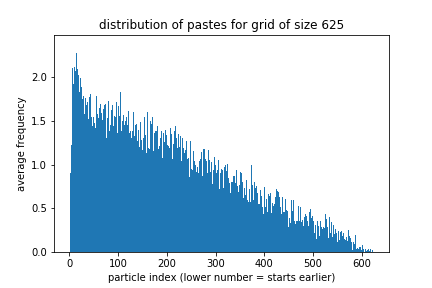 distribution of pastes for grid of size 625
average frequency
2.0
1.5
1.0
0.5
0.0
0 100 200 300 400 500 600
particle index (lower number = starts earlier)